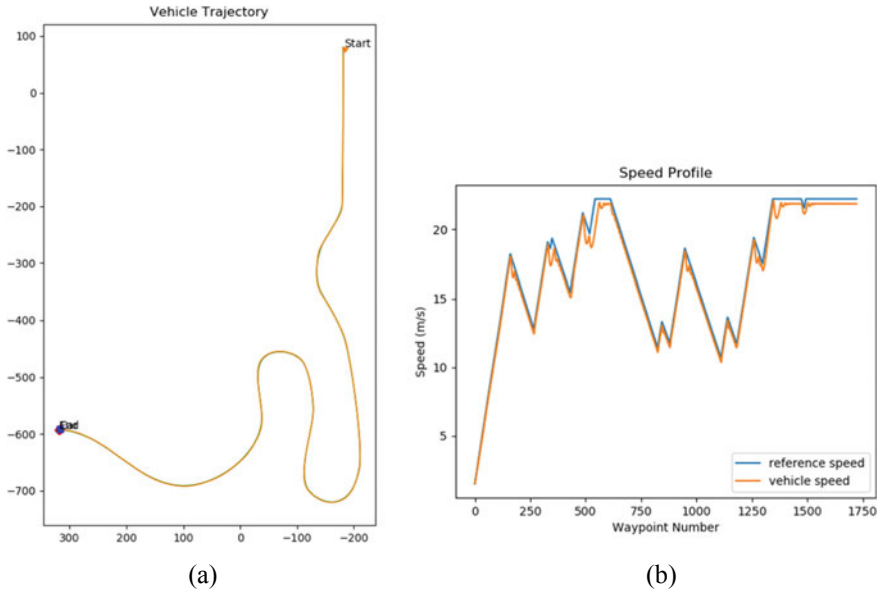 Vehicle Trajectory
100
0
−100
−200
−300
−400
−500
−600
−700
300
200
100
0
−100
−200
Start
End
(a)
Speed Profile
Speed (m/s)
20
15
10
5
0
250
500
750
1000
1250
1500
1750
Waypoint Number
reference speed
vehicle speed
(b)